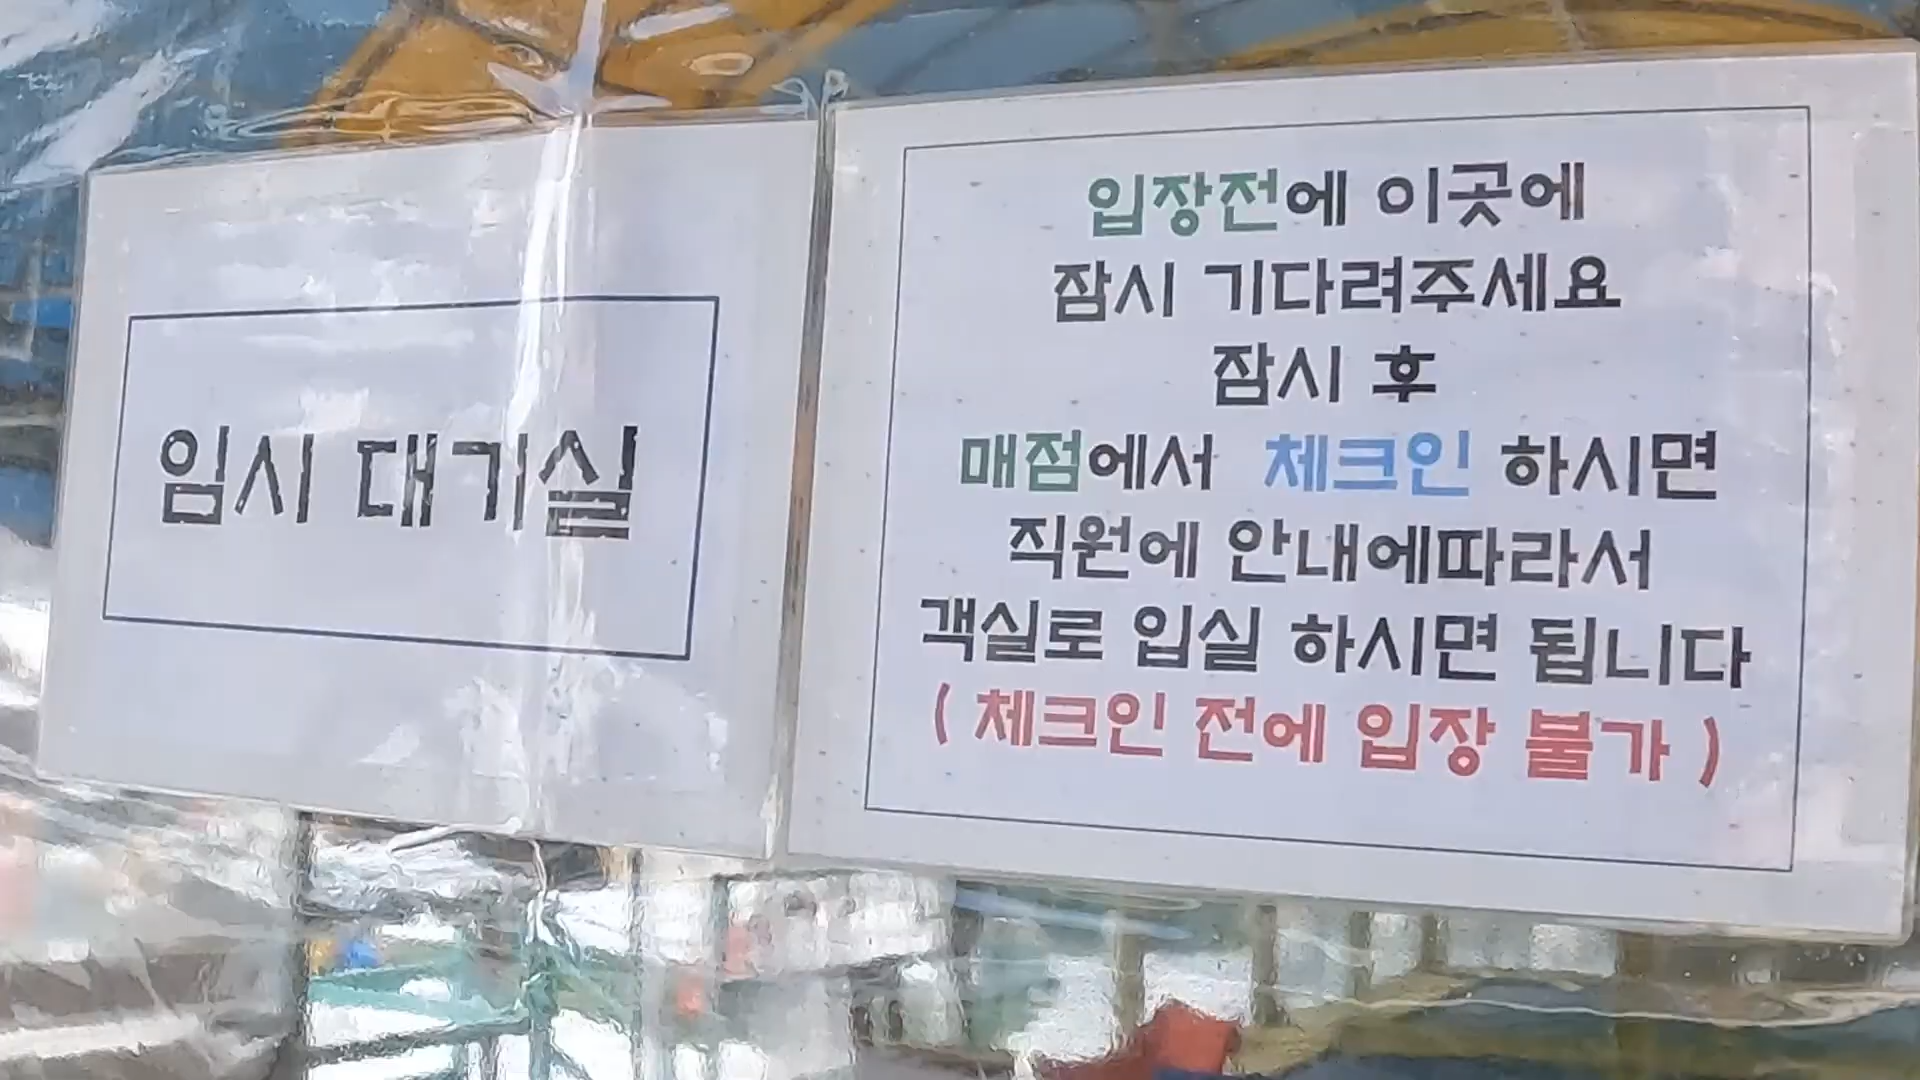 임시 대기실
입장전에 이곳에
잠시 기다려주세요
잠시 후
매점에서 체크인 하시면
직원에 안내에따라서
객실로 입실 하시면 됩니다
( 체크인 전에 입장 불가 )